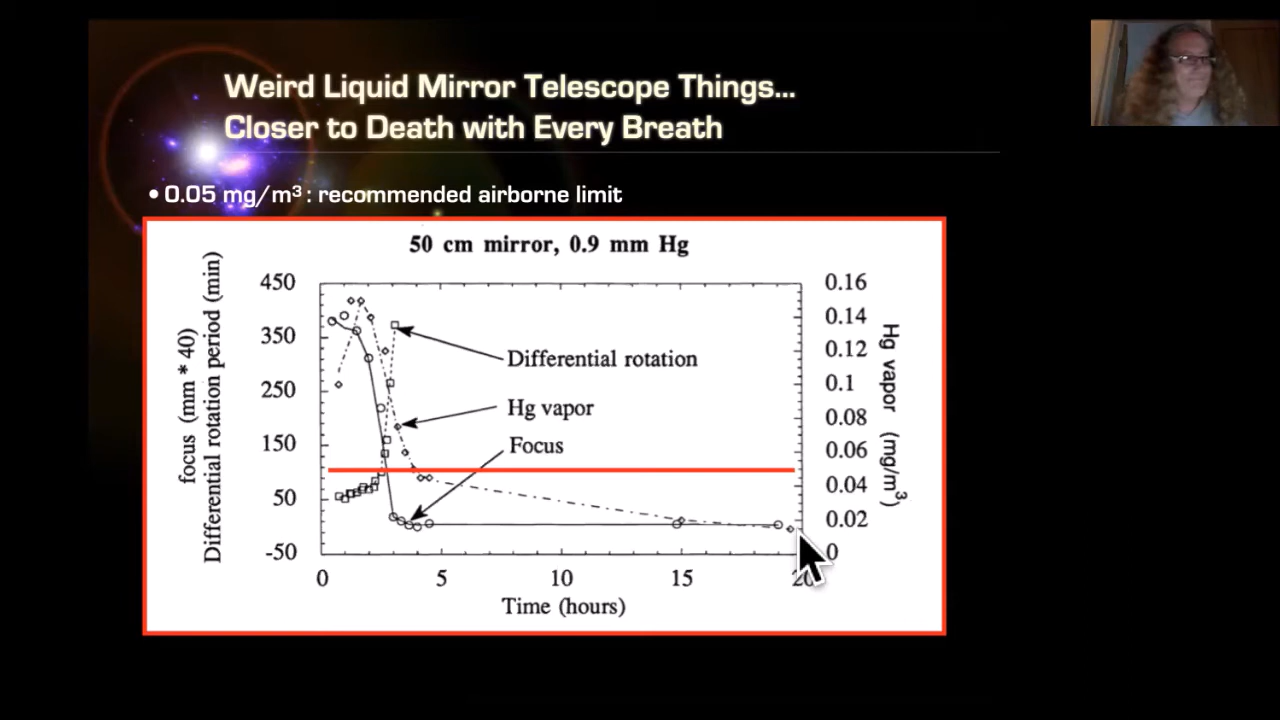 Weird Liquid Mirror Telescope Things...
Closer to Death with Every Breath
• 0.05 mg/m³ : recommended airborne limit
50 cm mirror, 0.9 mm Hg
focus (mm * 40)
Differential rotation period (min)
450
350
250
150
50
-50
Differential rotation
Hg vapor
Focus
0.16
0.14
0.12
0.1
0.08
0.06
0.04
0.02
0
Hg vapor (mg/m³)
0 5 10 15 20
Time (hours)